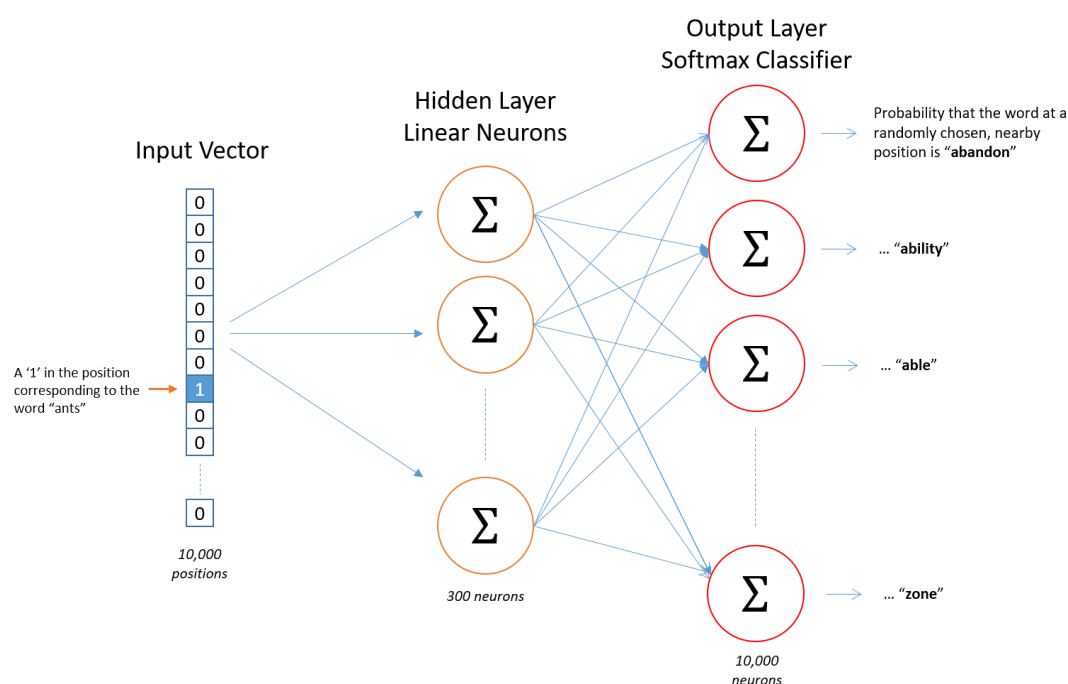 Output Layer
Softmax Classifier
Hidden Layer
Linear Neurons
Input Vector
0
0
0
0
0
0
0
1
0
0
0
A ‘1’ in the position
corresponding to the
word “ants”
10,000
positions
Σ
Σ
Σ
300 neurons
Σ
Σ
Σ
Σ
10,000
neurons
Probability that the word at a
randomly chosen, nearby
position is “abandon”
... “ability”
... “able”
... “zone”